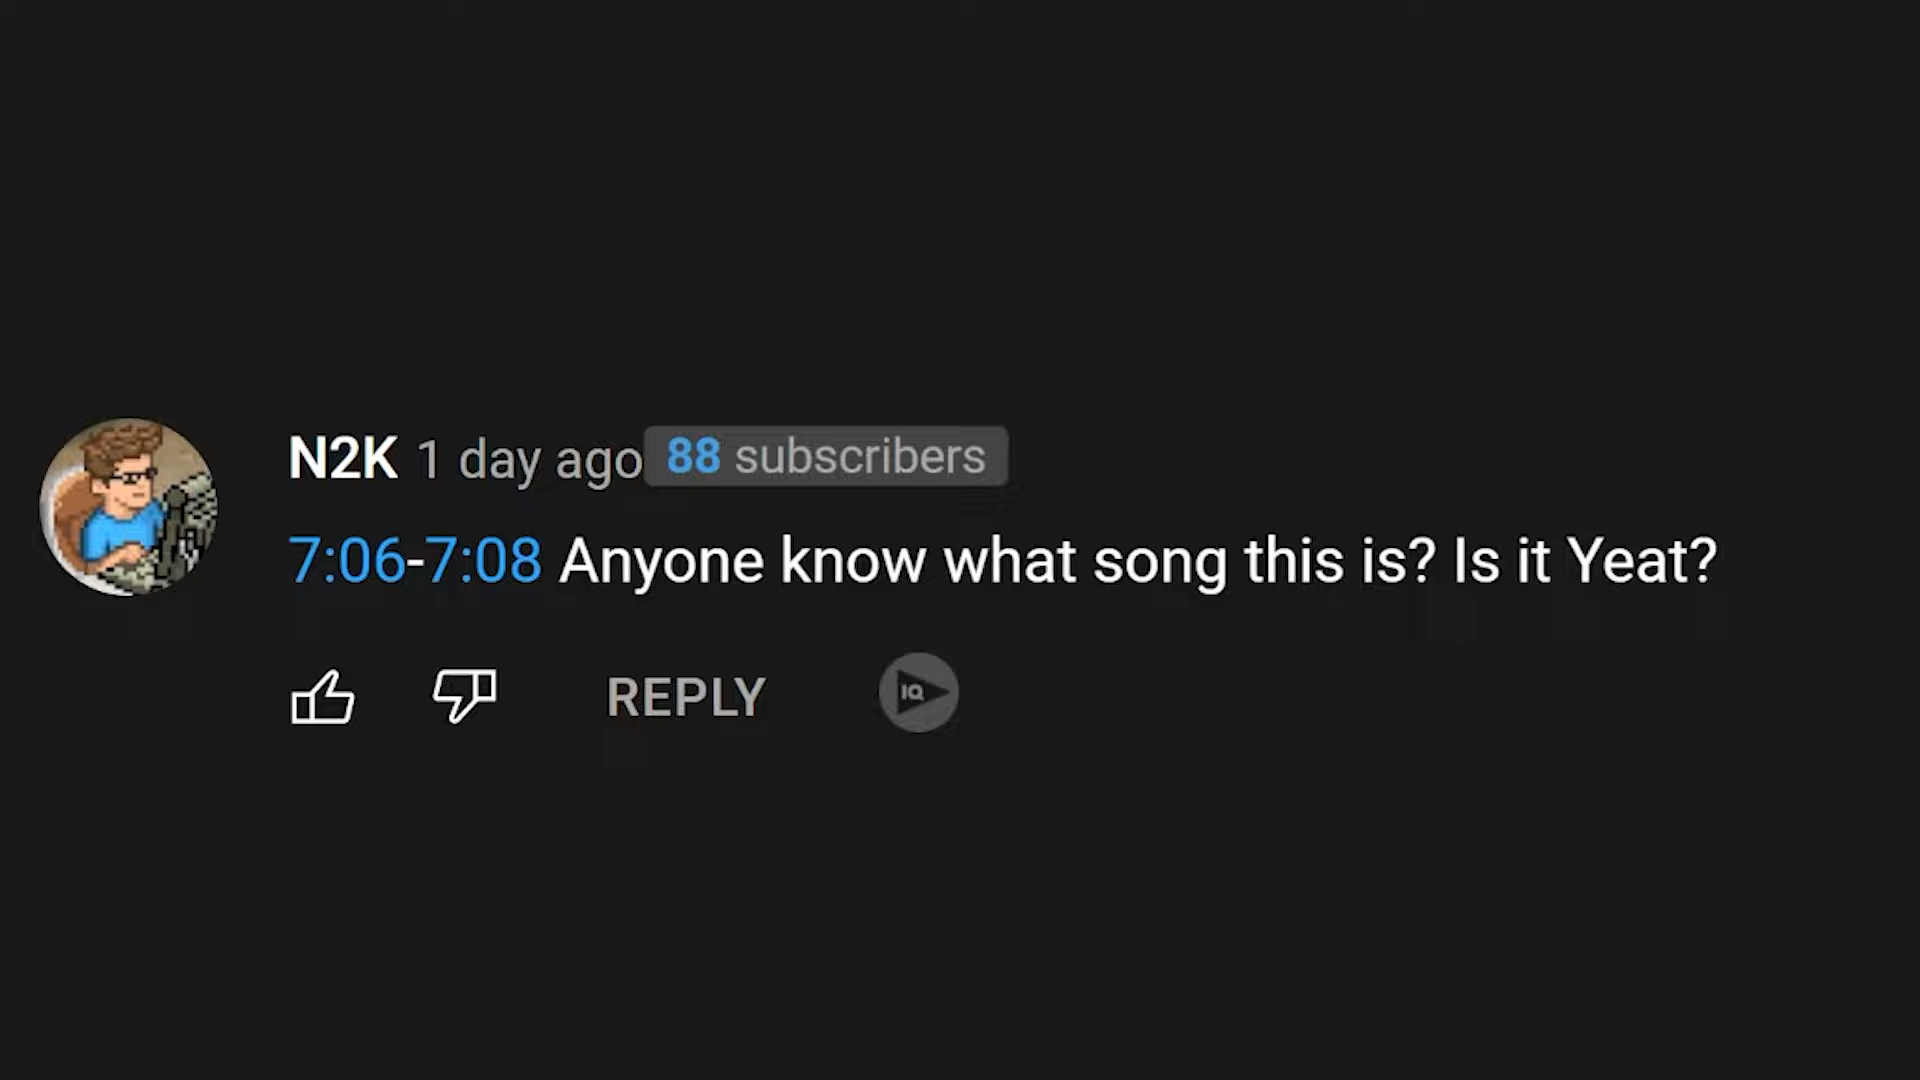 N2K 1 day ago 88 subscribers
7:06-7:08 Anyone know what song this is? Is it Yeat?
REPLY IQ